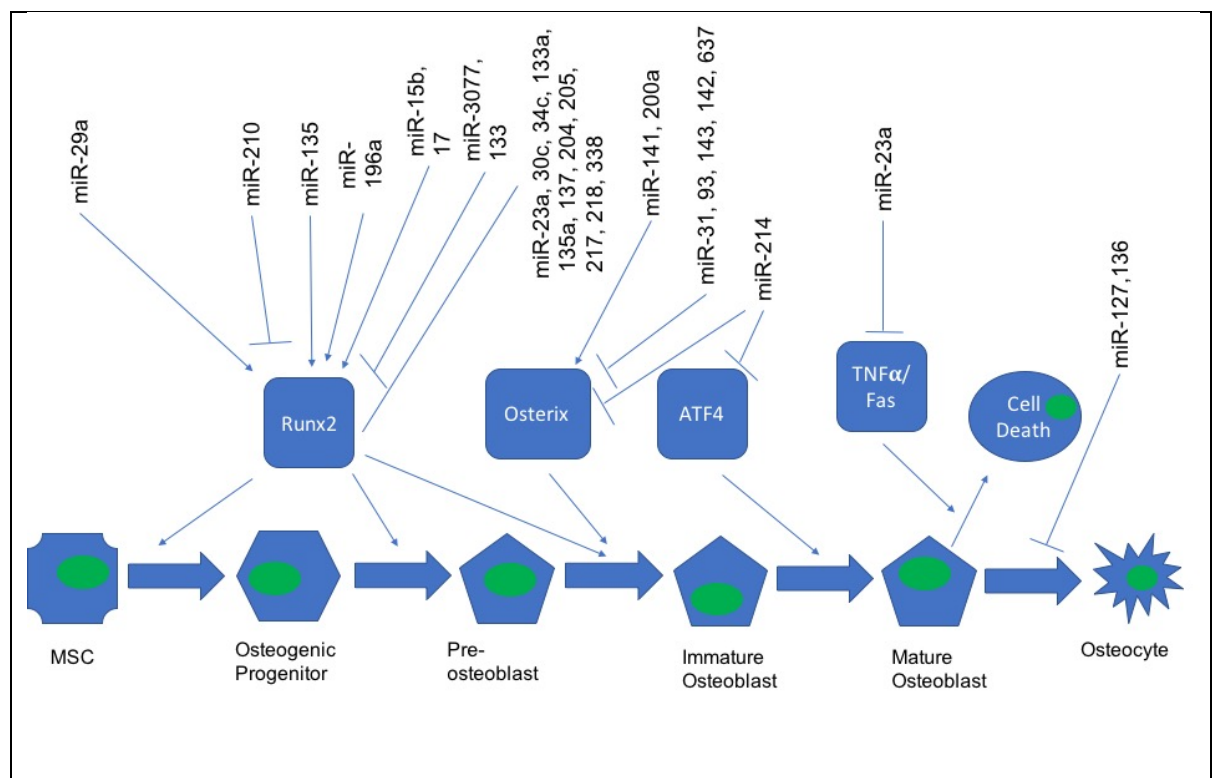 miR-29a
miR-210
miR-135
miR-
196a
miR-15b,
17
miR-3077,
133
miR-23a, 30c, 34c, 133a,
135a, 137, 204, 205,
217, 218, 338
miR-141, 200a
miR-31, 93, 143, 142, 637
miR-214
miR-23a
miR-127,136
Runx2
Osterix
ATF4
TNFα/
Fas
Cell
Death
MSC
Osteogenic
Progenitor
Pre-
osteoblast
Immature
Osteoblast
Mature
Osteoblast
Osteocyte